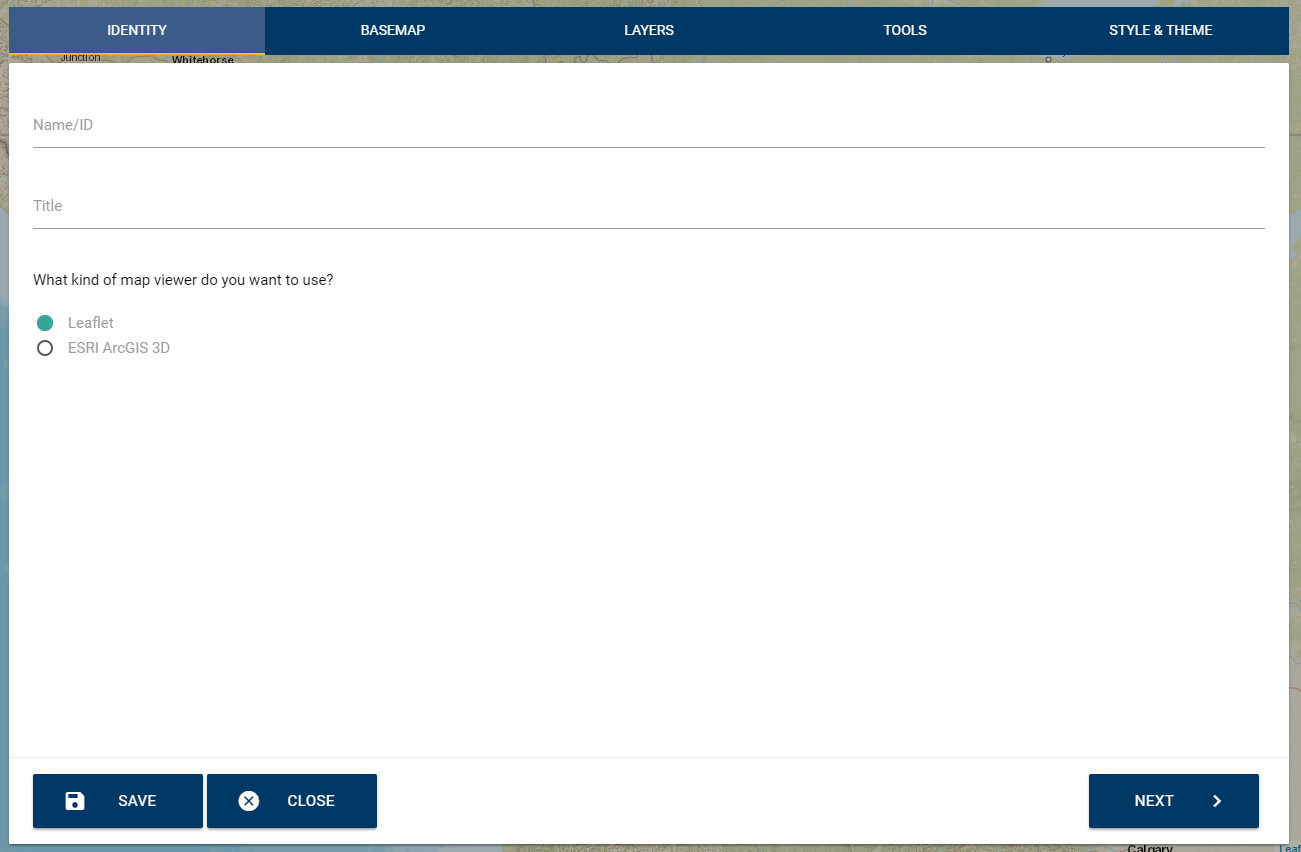 IDENTITY BASEMAP LAYERS TOOLS STYLE & THEME
Junction Whitehorse
Name/ID
Title
What kind of map viewer do you want to use?
Leaflet
ESRI ArcGIS 3D
SAVE CLOSE NEXT
Calgary Leaf